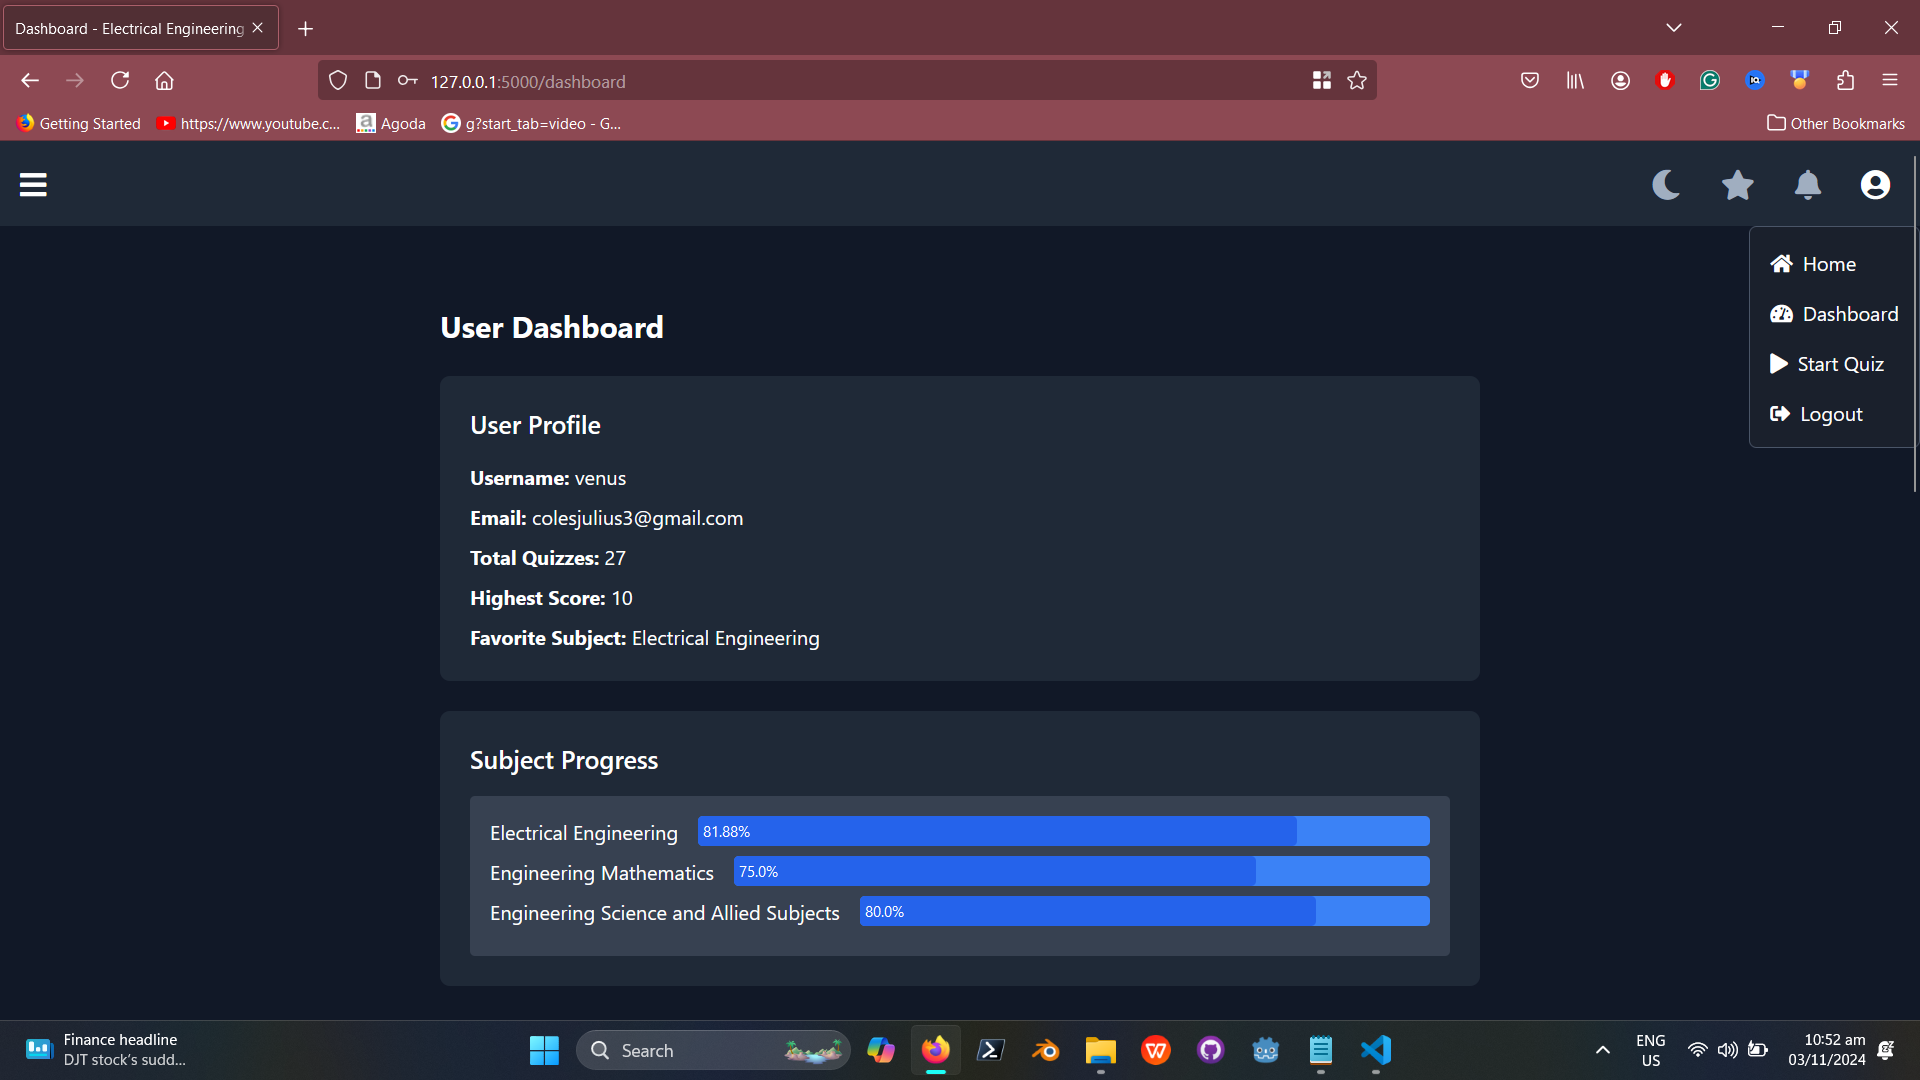 Dashboard - Electrical Engineering
127.0.0.1:5000/dashboard
Getting Started
https://www.youtube.c...
Agoda
g?start_tab=video - G...
Other Bookmarks
Home
Dashboard
Start Quiz
Logout
User Dashboard
User Profile
Username: venus
Email: colesjulius3@gmail.com
Total Quizzes: 27
Highest Score: 10
Favorite Subject: Electrical Engineering
Subject Progress
Electrical Engineering 81.88%
Engineering Mathematics 75.0%
Engineering Science and Allied Subjects 80.0%
Finance headline
DJT stock's sudd...
Search
ENG
US
10:52 am
03/11/2024